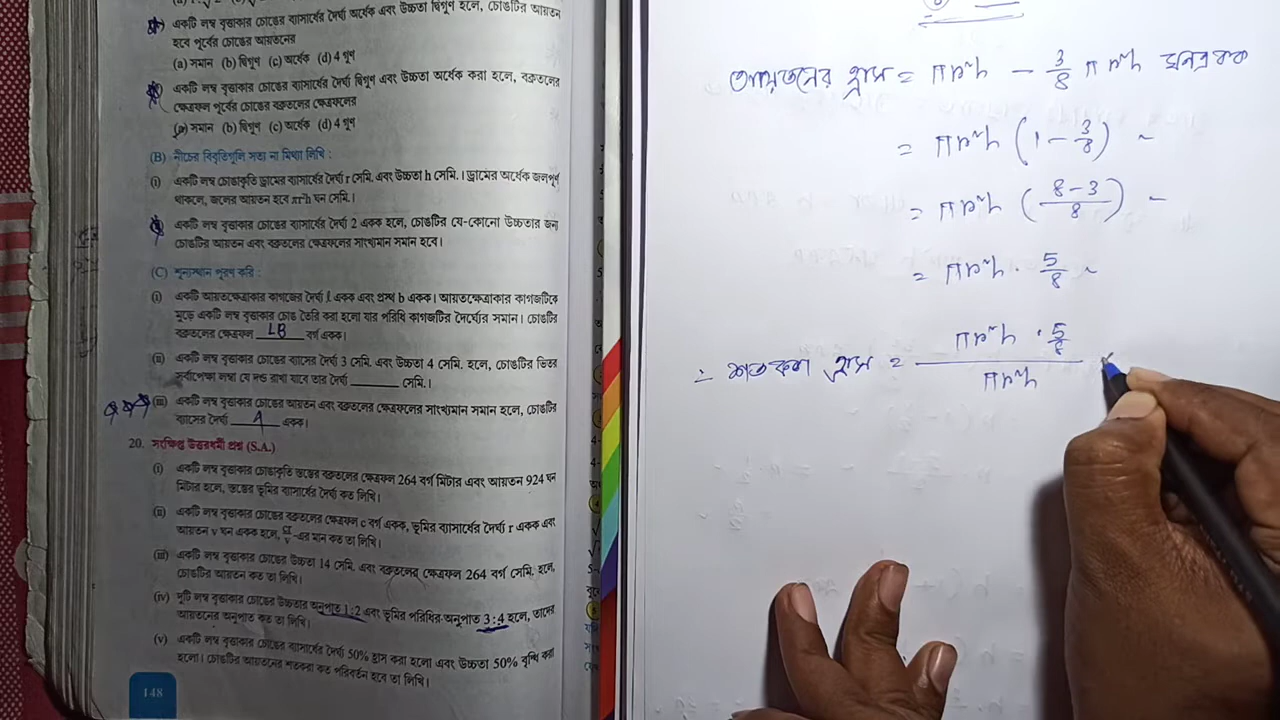 একটি লম্ব বৃত্তাকার চোঙের ব্যাসার্ধের দৈর্ঘ্য অর্ধেক এবং উচ্চতা দ্বিগুণ হলে, চোঙটির আয়তন
হবে পূর্বের চোঙের আয়তনের
(a) সমান (b) দ্বিগুণ (c) অর্ধেক (d) 4 গুণ
একটি লম্ব বৃত্তাকার চোঙের ব্যাসার্ধের দৈর্ঘ্য দ্বিগুণ এবং উচ্চতা অর্ধেক করা হলে, বক্রতলের
ক্ষেত্রফল পূর্বের চোঙের বক্রতলের ক্ষেত্রফলের
(a) সমান (b) দ্বিগুণ (c) অর্ধেক (d) 4 গুণ
(B) নীচের বিবৃতিগুলি সত্য না মিথ্যা লিখি :
(i) একটি লম্ব চোঙাকৃতি ড্রামের ব্যাসার্ধের দৈর্ঘ্য r সেমি. এবং উচ্চতা h সেমি.। ড্রামের অর্ধেক জলপূর্ণ
থাকলে, জলের আয়তন হবে πr²h ঘন সেমি.।
একটি লম্ব বৃত্তাকার চোঙের ব্যাসার্ধের দৈর্ঘ্য 2 একক হলে, চোঙটির যে-কোনো উচ্চতার জন্য
চোঙটির আয়তন এবং বক্রতলের ক্ষেত্রফলের সাংখ্যমান সমান হবে।
(C) শূন্যস্থান পূরণ করি :
(i) একটি আয়তক্ষেত্রাকার কাগজের দৈর্ঘ্য l একক এবং প্রস্থ b একক। আয়তক্ষেত্রাকার কাগজটিকে
মুড়ে একটি লম্ব বৃত্তাকার চোঙ তৈরি করা হলো যার পরিধি কাগজটির দৈর্ঘ্যের সমান। চোঙটির
বক্রতলের ক্ষেত্রফল LB বর্গ একক।
(ii) একটি লম্ব বৃত্তাকার চোঙের ব্যাসের দৈর্ঘ্য 3 সেমি. এবং উচ্চতা 4 সেমি. হলে, চোঙটির ভিতর
সর্বাপেক্ষা লম্বা যে দন্ড রাখা যাবে তার দৈর্ঘ্য ______ সেমি.।
(iii) একটি লম্ব বৃত্তাকার চোঙের আয়তন এবং বক্রতলের ক্ষেত্রফলের সাংখ্যমান সমান হলে, চোঙটির
ব্যাসের দৈর্ঘ্য 4 একক।
20. সংক্ষিপ্ত উত্তরধর্মী প্রশ্ন (S.A.)
(i) একটি লম্ব বৃত্তাকার চোঙাকৃতি স্তম্ভের বক্রতলের ক্ষেত্রফল 264 বর্গ মিটার এবং আয়তন 924 ঘন
মিটার হলে, স্তম্ভের ভূমির ব্যাসার্ধের দৈর্ঘ্য কত লিখি।
(ii) একটি লম্ব বৃত্তাকার চোঙের বক্রতলের ক্ষেত্রফল c বর্গ একক, ভূমির ব্যাসার্ধের দৈর্ঘ্য r একক এবং
আয়তন v ঘন একক হলে, cr/v -এর মান কত তা লিখি।
(iii) একটি লম্ব বৃত্তাকার চোঙের উচ্চতা 14 সেমি. এবং বক্রতলের ক্ষেত্রফল 264 বর্গ সেমি. হলে,
চোঙটির আয়তন কত তা লিখি।
(iv) দুটি লম্ব বৃত্তাকার চোঙের উচ্চতার অনুপাত 1:2 এবং ভূমির পরিধির অনুপাত 3:4 হলে, তাদের
আয়তনের অনুপাত কত তা লিখি।
(v) একটি লম্ব বৃত্তাকার চোঙের ব্যাসার্ধের দৈর্ঘ্য 50% হ্রাস করা হলো এবং উচ্চতা 50% বৃদ্ধি করা
হলো। চোঙটির আয়তনের শতকরা কত পরিবর্তন হবে তা লিখি।
148
আয়তনের হ্রাস = πr²h − 3/8 πr²h ঘনএকক
= πr²h (1 − 3/8) ~
= πr²h (8−3/8) ~
= πr²h · 5/8 ~
∴ শতকরা হ্রাস = πr²h · 5/8 / πr²h